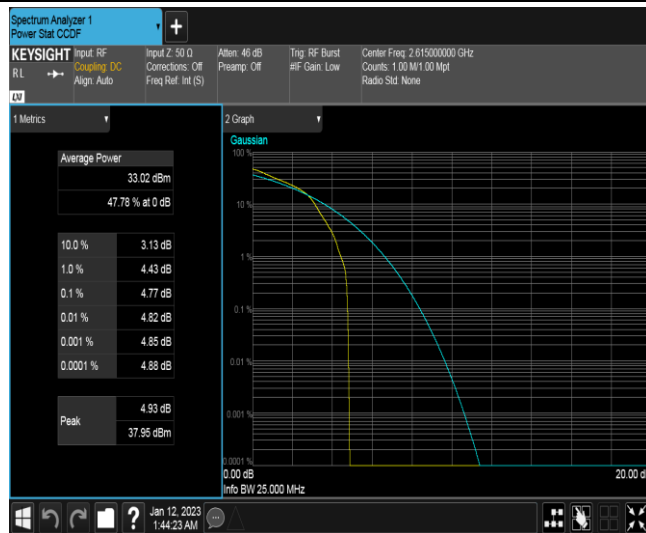 Spectrum Analyzer 1
Power Stat CCDF
+
KEYSIGHT
RL
Input: RF
Coupling: DC
Align: Auto
Input Z: 50 Ω
Corrections: Off
Freq Ref: Int (S)
Atten: 46 dB
Preamp: Off
Trig: RF Burst
#IF Gain: Low
Center Freq: 2.615000000 GHz
Counts: 1.00 M/1.00 Mpt
Radio Std: None
1 Metrics
Average Power
33.02 dBm
47.78 % at 0 dB
10.0 % 3.13 dB
1.0 % 4.43 dB
0.1 % 4.77 dB
0.01 % 4.82 dB
0.001 % 4.85 dB
0.0001 % 4.88 dB
Peak
4.93 dB
37.95 dBm
2 Graph
Gaussian
100 %
10 %
1 %
0.1 %
0.01 %
0.001 %
0.0001 %
0.00 dB
20.00 d
Info BW 25.000 MHz
?
Jan 12, 2023
1:44:23 AM